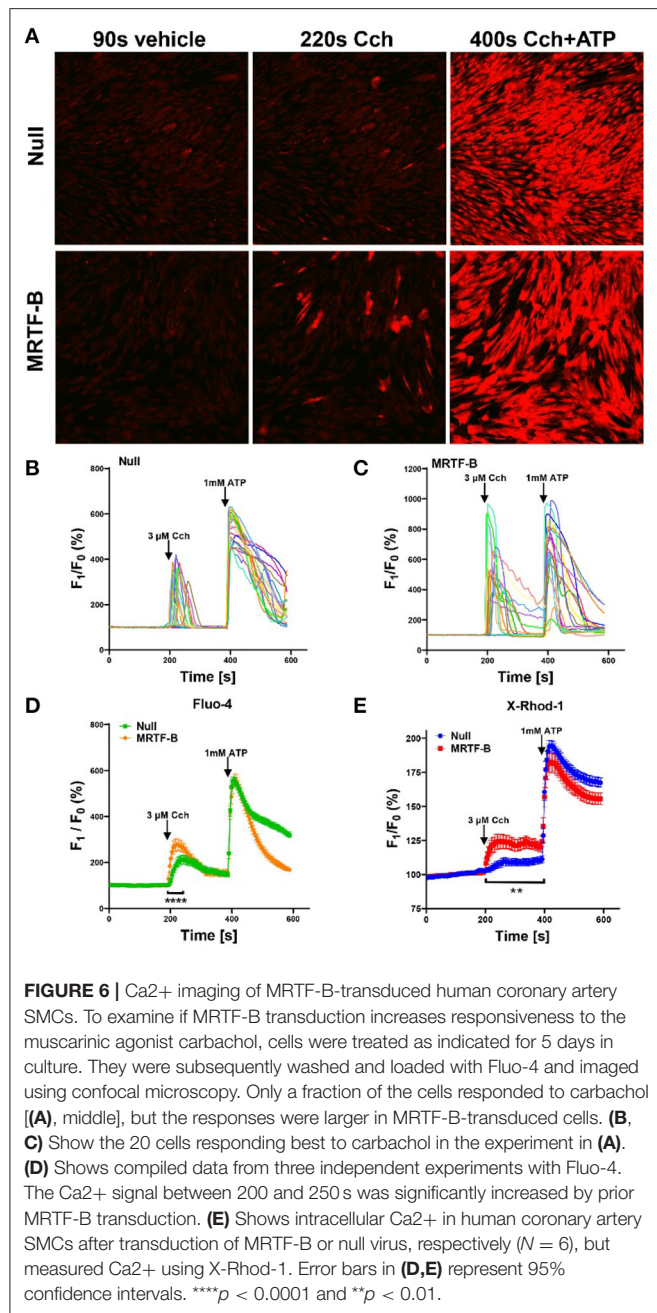 A
90s vehicle 220s Cch 400s Cch+ATP
Null
MRTF-B
B
Null
800
600
400
200
0
F1/F0 (%)
3 µM Cch
1mM ATP
0 200 400 600
Time [s]
C
MRTF-B
1200
1000
800
600
400
200
0
F1/F0 (%)
3 µM Cch
1mM ATP
0 200 400 600
Time [s]
D
Fluo-4
800
600
400
200
0
F1 / F0 (%)
Null
MRTF-B
1mM ATP
3 µM Cch
****
0 200 400 600
Time [s]
E
X-Rhod-1
200
175
150
125
100
75
F1/F0 (%)
Null
MRTF-B
1mM ATP
3 µM Cch
**
0 200 400 600
Time [s]
FIGURE 6 | Ca2+ imaging of MRTF-B-transduced human coronary artery
SMCs. To examine if MRTF-B transduction increases responsiveness to the
muscarinic agonist carbachol, cells were treated as indicated for 5 days in
culture. They were subsequently washed and loaded with Fluo-4 and imaged
using confocal microscopy. Only a fraction of the cells responded to carbachol
[(A), middle], but the responses were larger in MRTF-B-transduced cells. (B,
C) Show the 20 cells responding best to carbachol in the experiment in (A).
(D) Shows compiled data from three independent experiments with Fluo-4.
The Ca2+ signal between 200 and 250 s was significantly increased by prior
MRTF-B transduction. (E) Shows intracellular Ca2+ in human coronary artery
SMCs after transduction of MRTF-B or null virus, respectively (N = 6), but
measured Ca2+ using X-Rhod-1. Error bars in (D,E) represent 95%
confidence intervals. ****p < 0.0001 and **p < 0.01.